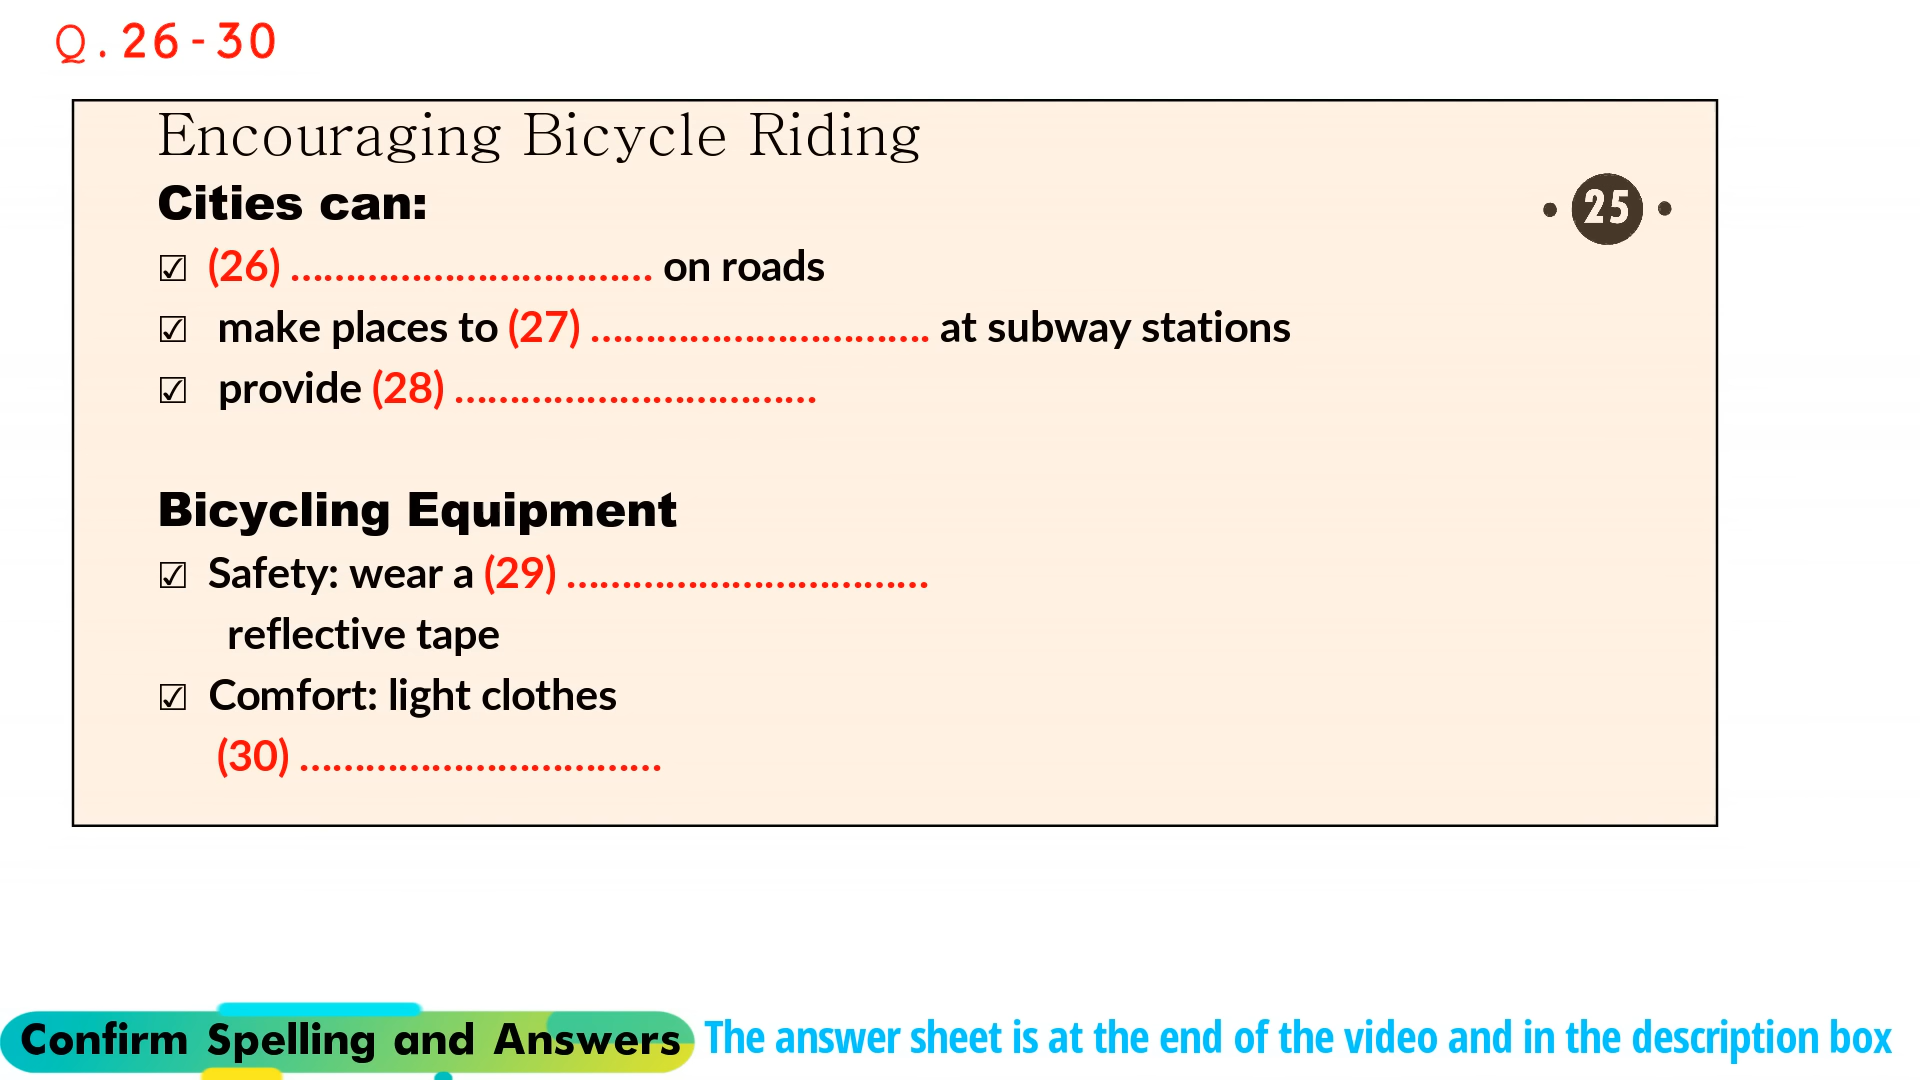 Q.26-30
Encouraging Bicycle Riding
Cities can:
25
☑ (26) ................................. on roads
☑ make places to (27) ............................... at subway stations
☑ provide (28) .................................
Bicycling Equipment
☑ Safety: wear a (29) .................................
reflective tape
☑ Comfort: light clothes
(30) .................................
Confirm Spelling and Answers The answer sheet is at the end of the video and in the description box